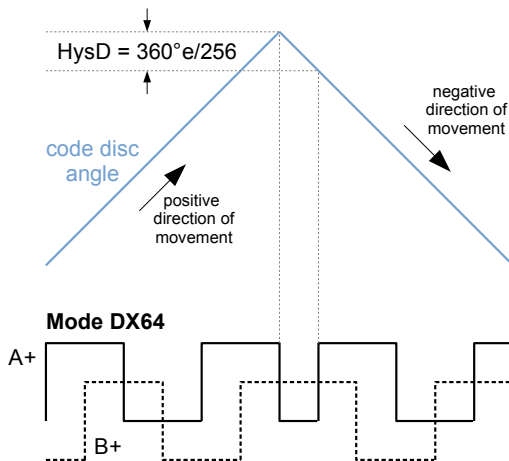 HysD = 360°e/256
negative
direction of
movement
code disc
angle
positive
direction of
movement
Mode DX64
A+
B+